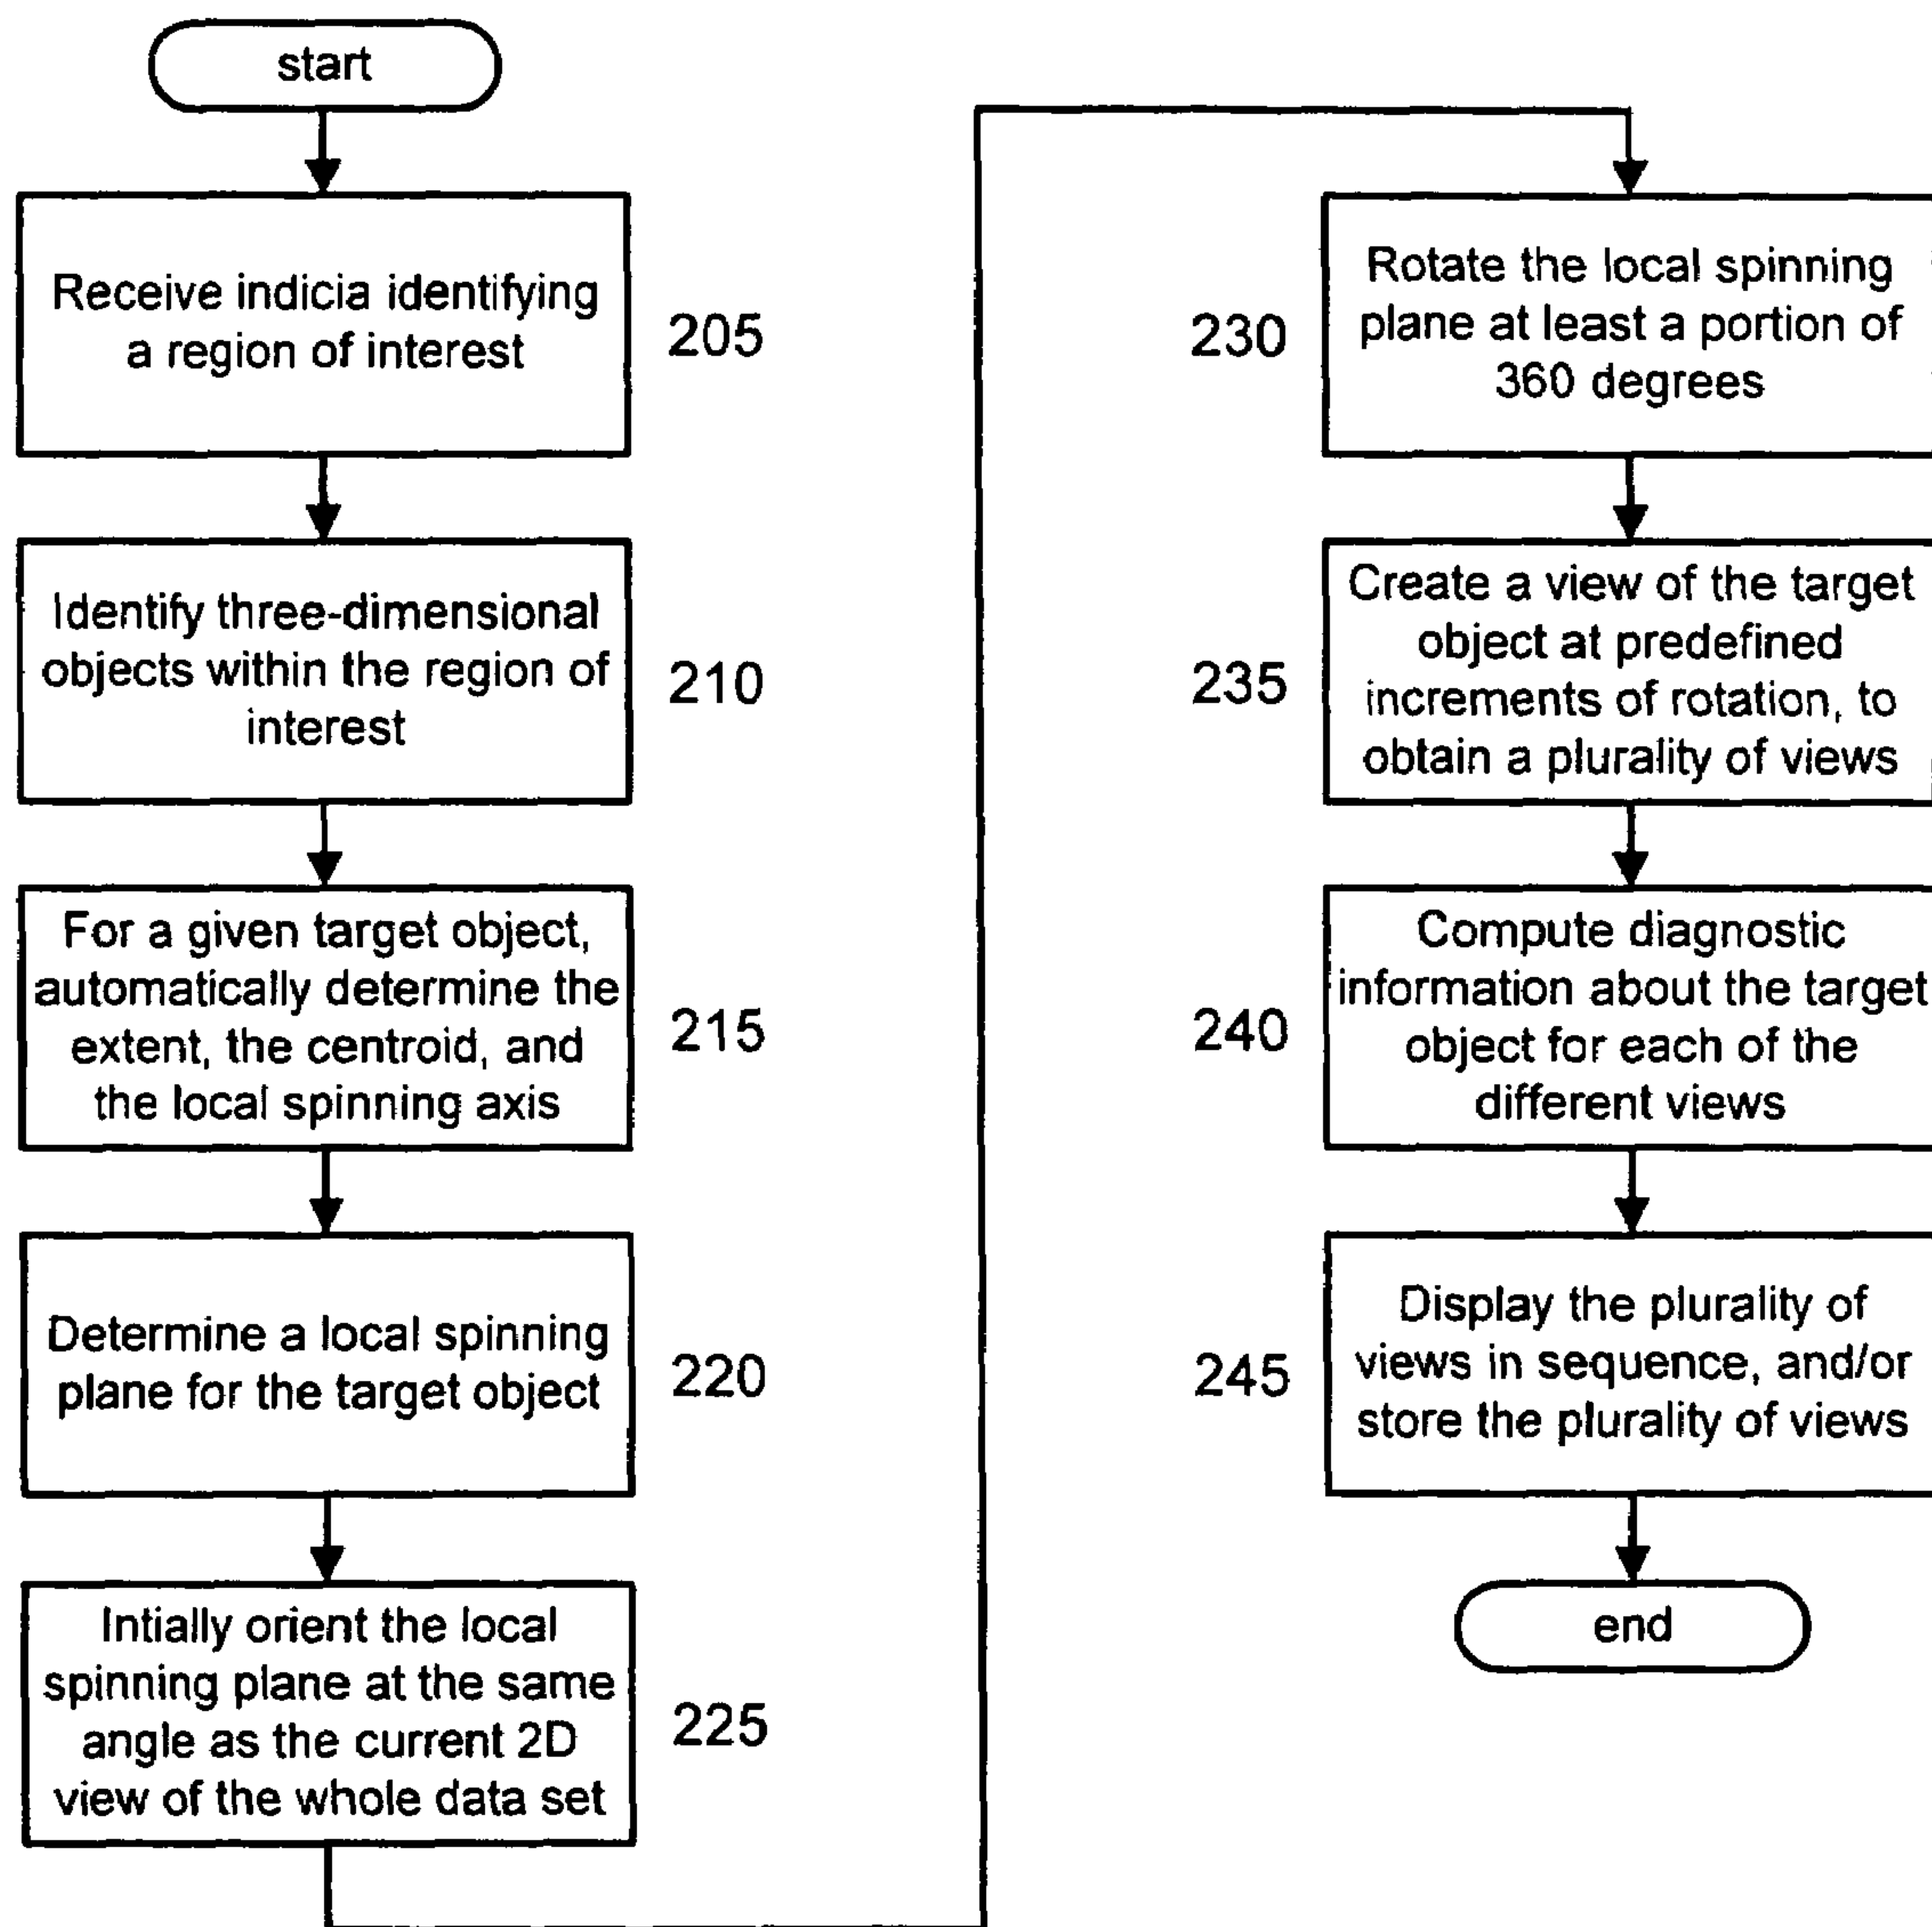 start
Receive indicia identifying
a region of interest
205
Identify three-dimensional
objects within the region of
interest
210
For a given target object,
automatically determine the
extent, the centroid, and
the local spinning axis
215
Determine a local spinning
plane for the target object
220
Intially orient the local
spinning plane at the same
angle as the current 2D
view of the whole data set
225
Rotate the local spinning
plane at least a portion of
360 degrees
230
Create a view of the target
object at predefined
increments of rotation, to
obtain a plurality of views
235
Compute diagnostic
information about the target
object for each of the
different views
240
Display the plurality of
views in sequence, and/or
store the plurality of views
245
end